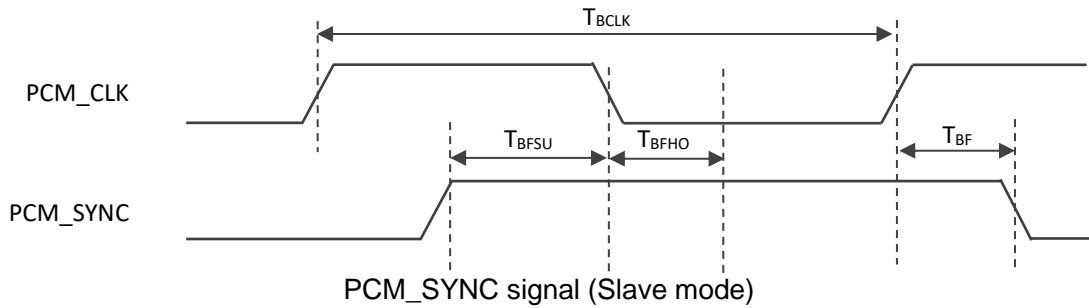 TBCLK
PCM_CLK
TBFSU
TBFHO
TBF
PCM_SYNC
PCM_SYNC signal (Slave mode)